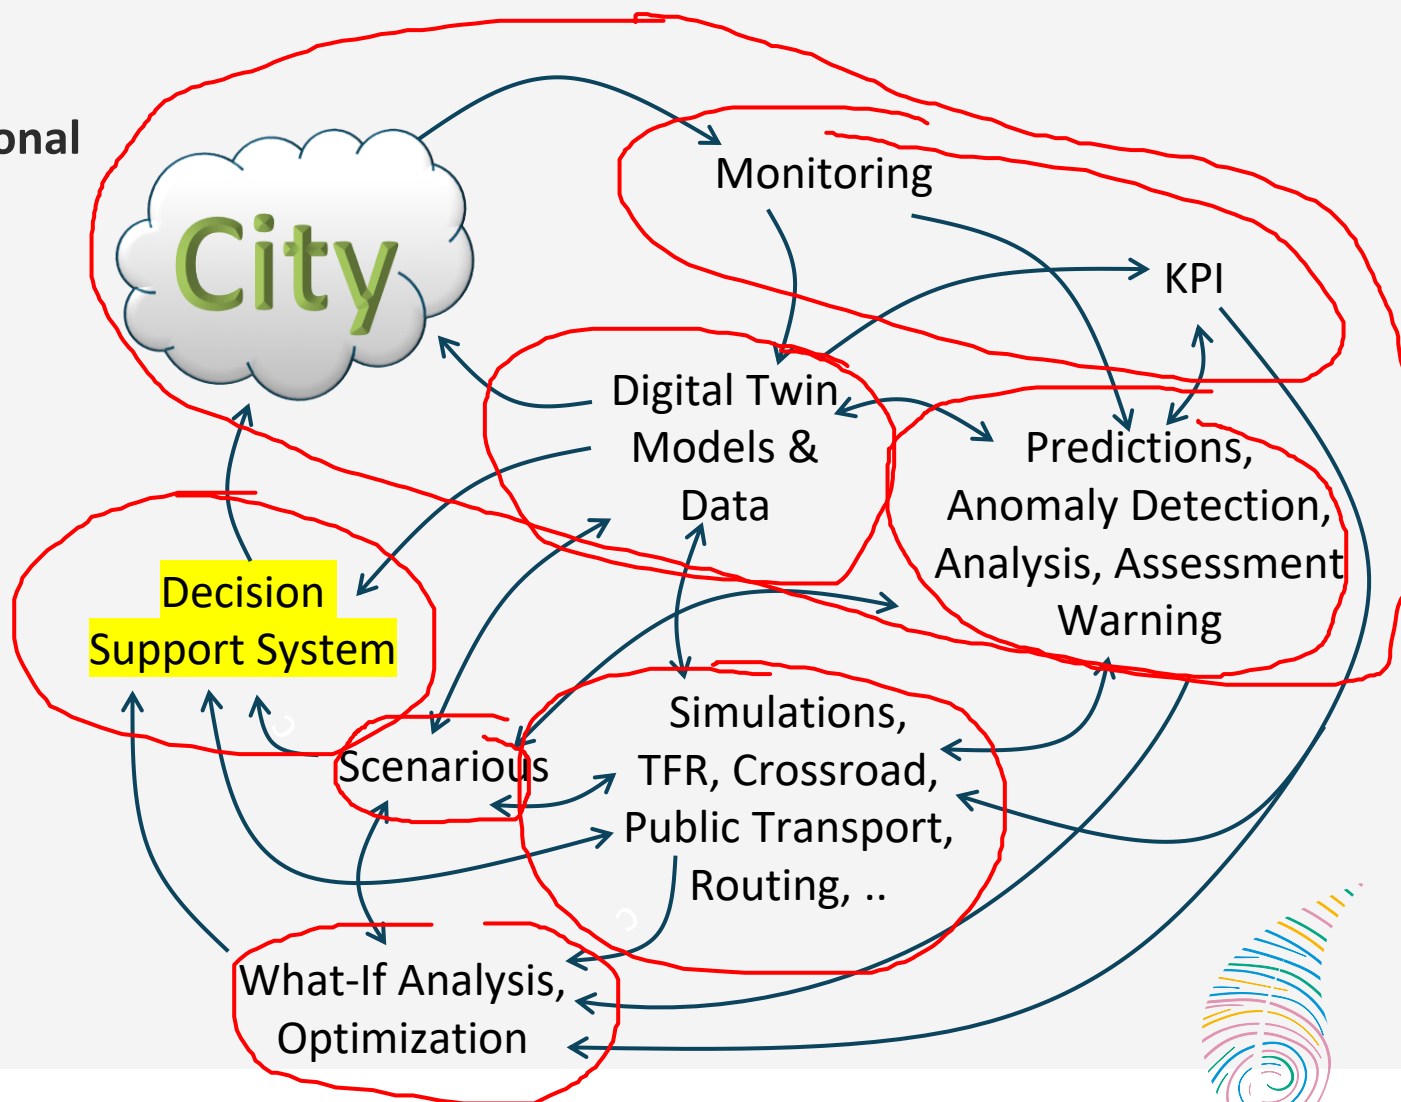 onal
City
Monitoring
KPI
Digital Twin
Models &
Data
Predictions,
Anomaly Detection,
Analysis, Assessment
Warning
Decision
Support System
Scenarious
Simulations,
TFR, Crossroad,
Public Transport,
Routing, ..
What-If Analysis,
Optimization